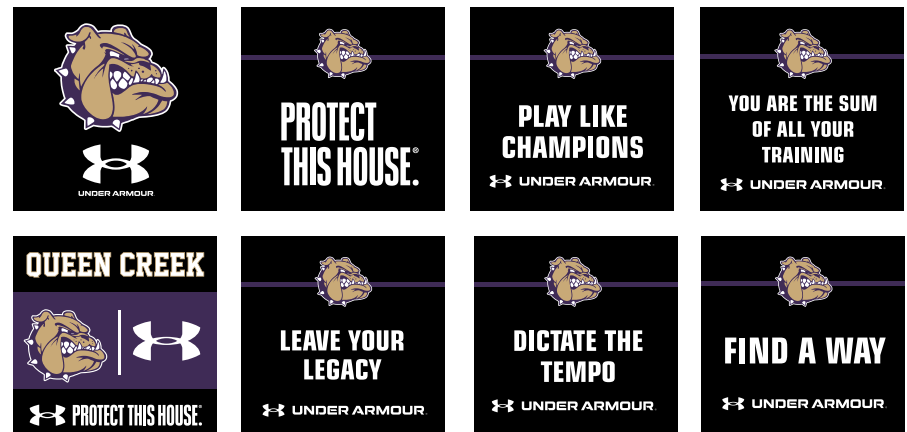 UNDER ARMOUR
PROTECT
THIS HOUSE.®
PLAY LIKE
CHAMPIONS
UNDER ARMOUR
YOU ARE THE SUM
OF ALL YOUR
TRAINING
UNDER ARMOUR
QUEEN CREEK
PROTECT THIS HOUSE.
LEAVE YOUR
LEGACY
UNDER ARMOUR
DICTATE THE
TEMPO
UNDER ARMOUR
FIND A WAY
UNDER ARMOUR